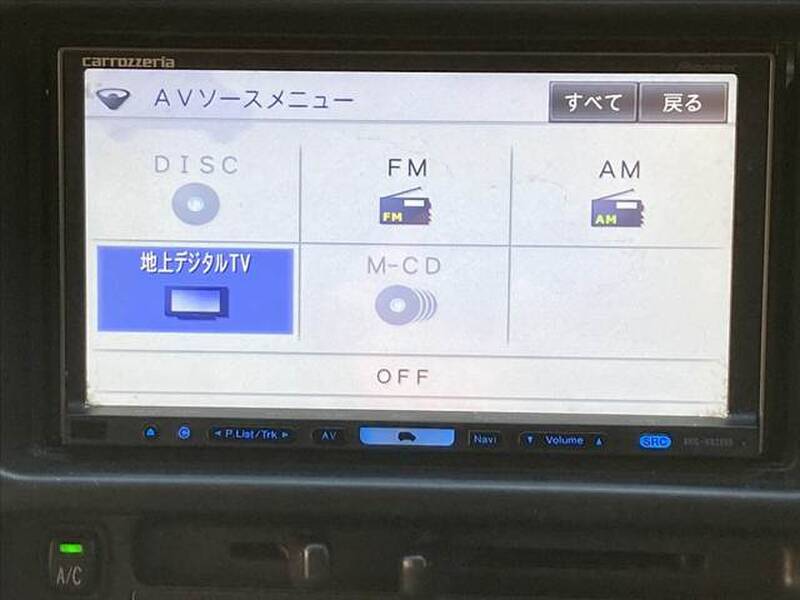 carrozzeria
AVソースメニュー
すべて
戻る
DISC
FM
AM
FM
AM
地上デジタルTV
M-CD
OFF
P.List/Trk
AV
Navi
Volume
SRC
A/C